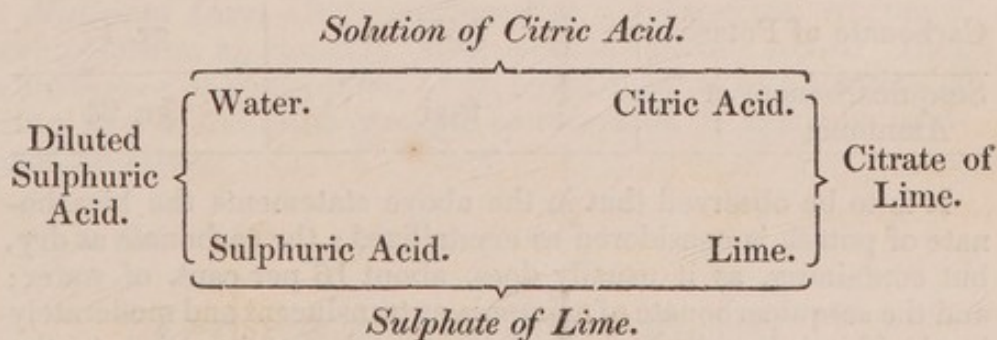 Solution of Citric Acid.
Water. Citric Acid.
Diluted
Sulphuric
Acid.
Citrate of
Lime.
Sulphuric Acid. Lime.
Sulphate of Lime.